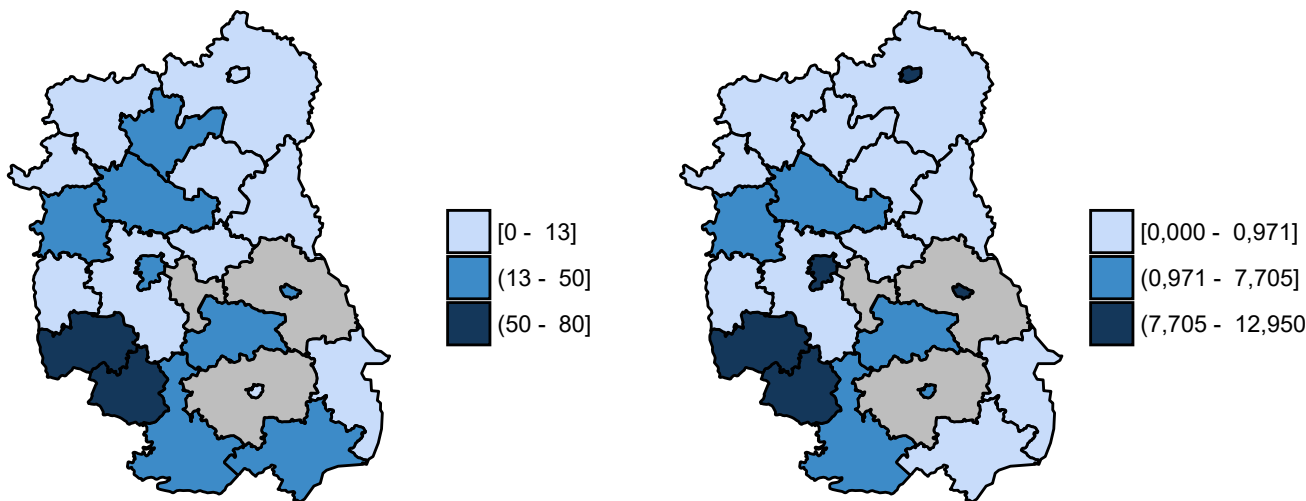 [0 - 13]
(13 - 50]
(50 - 80]
[0,000 - 0,971]
(0,971 - 7,705]
(7,705 - 12,950